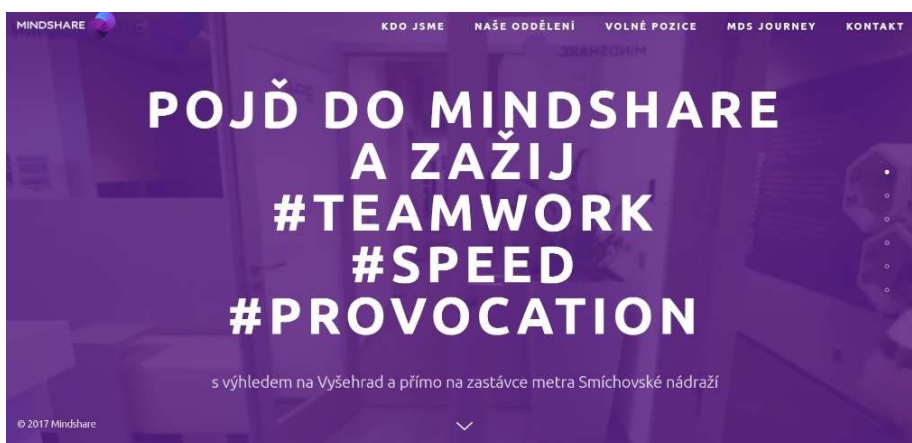 MINDSHARE
KDO JSME NAŠE ODDĚLENÍ VOLNÉ POZICE MDS JOURNEY KONTAKT
MINDSHARE
POJĎ DO MINDSHARE
A ZAŽIJ
#TEAMWORK
#SPEED
#PROVOCATION
s výhledem na Vyšehrad a přímo na zastávce metra Smíchovské nádraží
© 2017 Mindshare